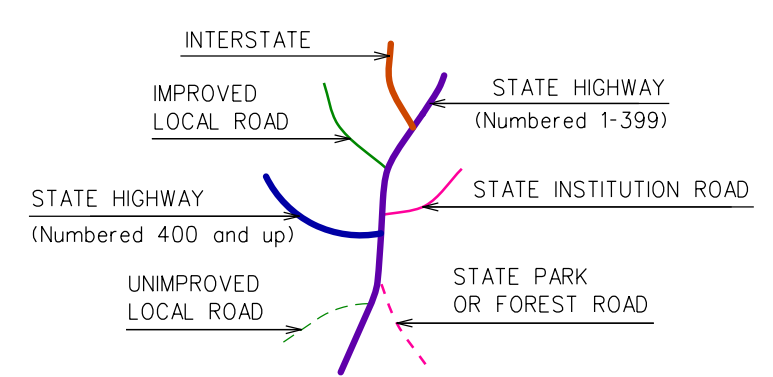 INTERSTATE
IMPROVED
LOCAL ROAD
STATE HIGHWAY
(Numbered 1-399)
STATE HIGHWAY
(Numbered 400 and up)
STATE INSTITUTION ROAD
UNIMPROVED
LOCAL ROAD
STATE PARK
OR FOREST ROAD